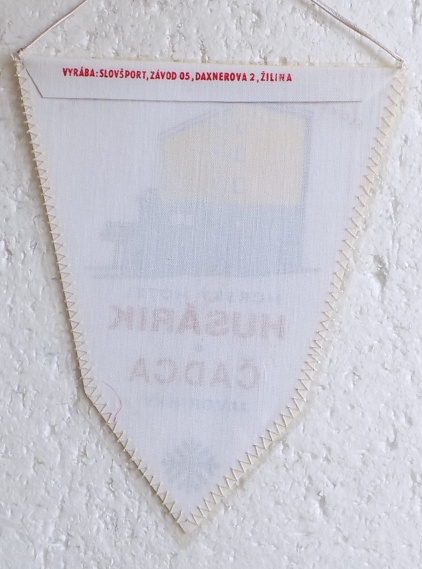 VYRÁBA: SLOVŠPORT, ZÁVOD 05, DAXNEROVA 2, ŽILINA
HORSKÝ HOTEL
HUSÁRIK
ČADCA